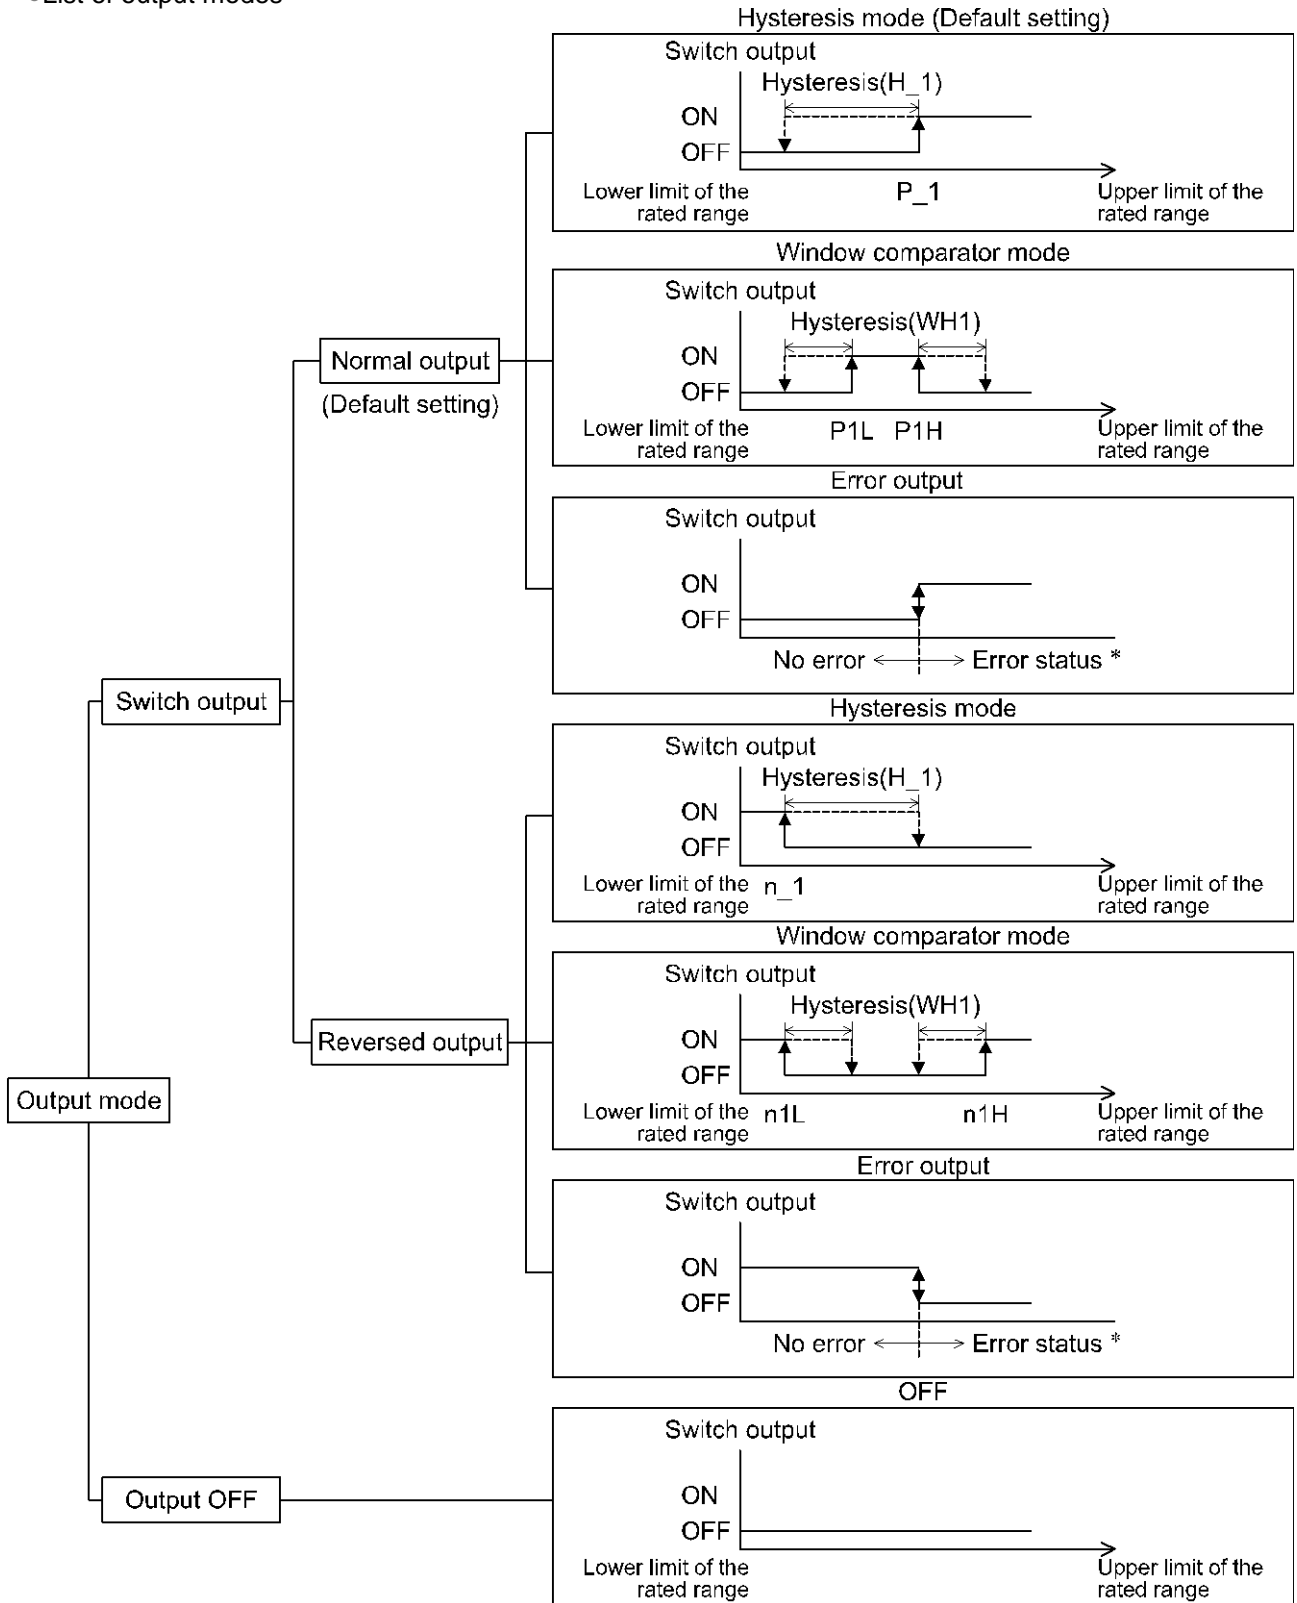 List of output modes
Hysteresis mode (Default setting)
Switch output
Hysteresis(H_1)
ON
OFF
Lower limit of the
rated range
P_1
Upper limit of the
rated range
Window comparator mode
Switch output
Hysteresis(WH1)
ON
OFF
Lower limit of the
rated range
P1L P1H
Upper limit of the
rated range
Normal output
(Default setting)
Error output
Switch output
ON
OFF
No error
Error status *
Switch output
Hysteresis mode
Switch output
Hysteresis(H_1)
ON
OFF
Lower limit of the
rated range
n_1
Upper limit of the
rated range
Window comparator mode
Switch output
Hysteresis(WH1)
ON
OFF
Lower limit of the
rated range
n1L
n1H
Upper limit of the
rated range
Reversed output
Output mode
Error output
Switch output
ON
OFF
No error
Error status *
OFF
Switch output
ON
OFF
Lower limit of the
rated range
Upper limit of the
rated range
Output OFF